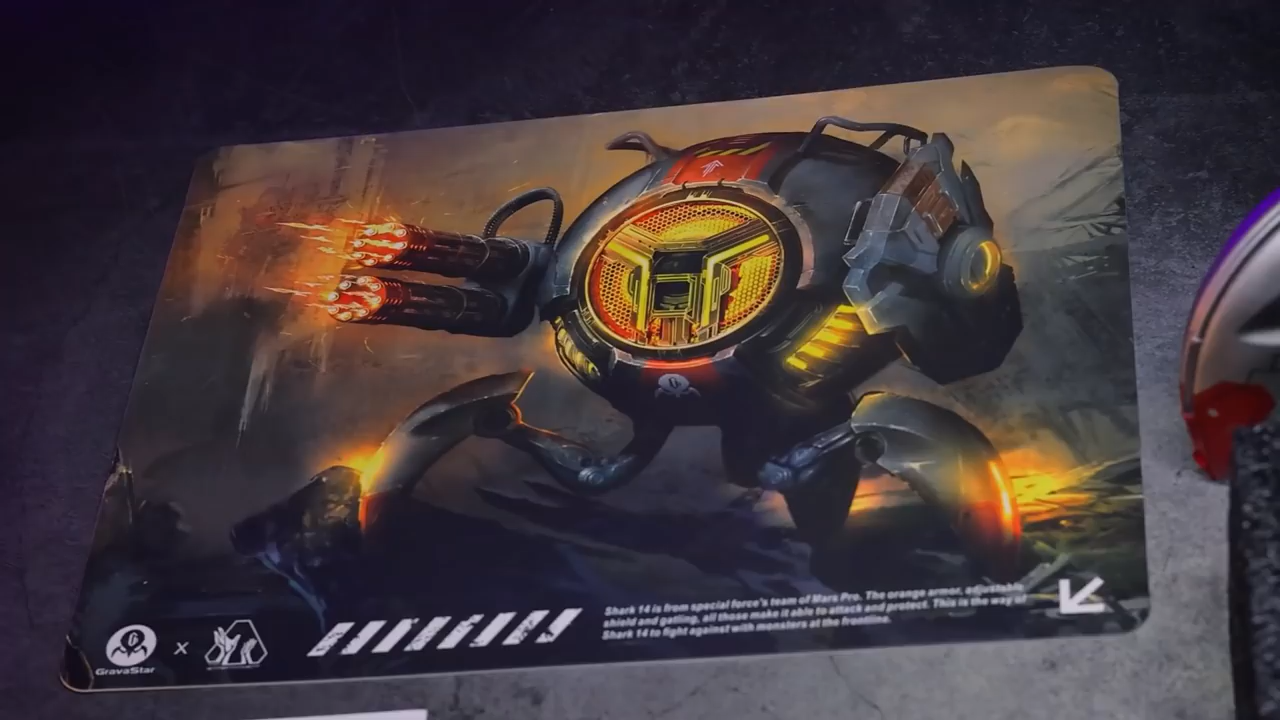 Shark 14 is from special force's team of Mars Pro. The orange armor, adjustable
shield and gatling, all those make it able to attack and protect. This is the way of
Shark 14 to fight against with monsters at the frontline.
GravaStar
X